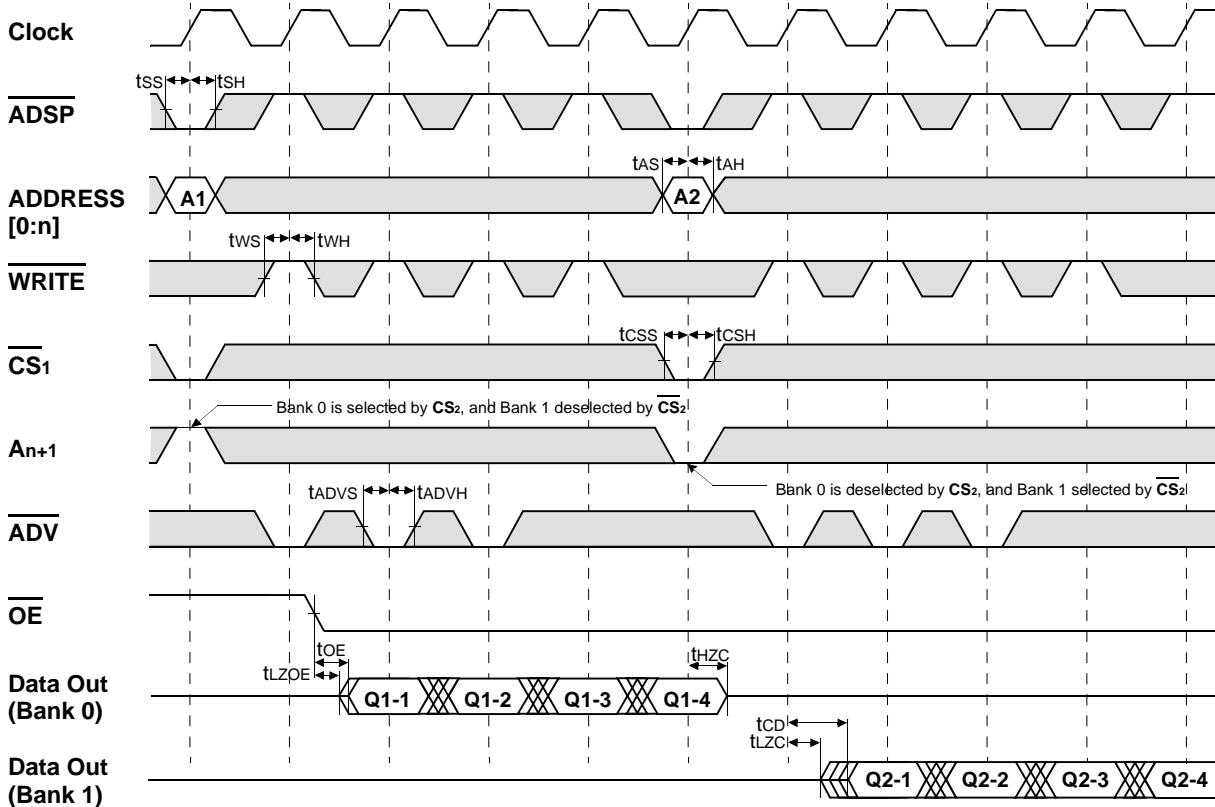 Clock
tSS tSH
ADSP
tAS tAH
ADDRESS
[0:n]
A1 A2
tWS tWH
WRITE
tCSS tCSH
CS1
Bank 0 is selected by CS2, and Bank 1 deselected by CS2
An+1
Bank 0 is deselected by CS2, and Bank 1 selected by CS2
tADVS tADVH
ADV
OE
tOE
tLZOE
tHZC
Data Out
(Bank 0)
Q1-1 Q1-2 Q1-3 Q1-4
tCD
tLZC
Data Out
(Bank 1)
Q2-1 Q2-2 Q2-3 Q2-4